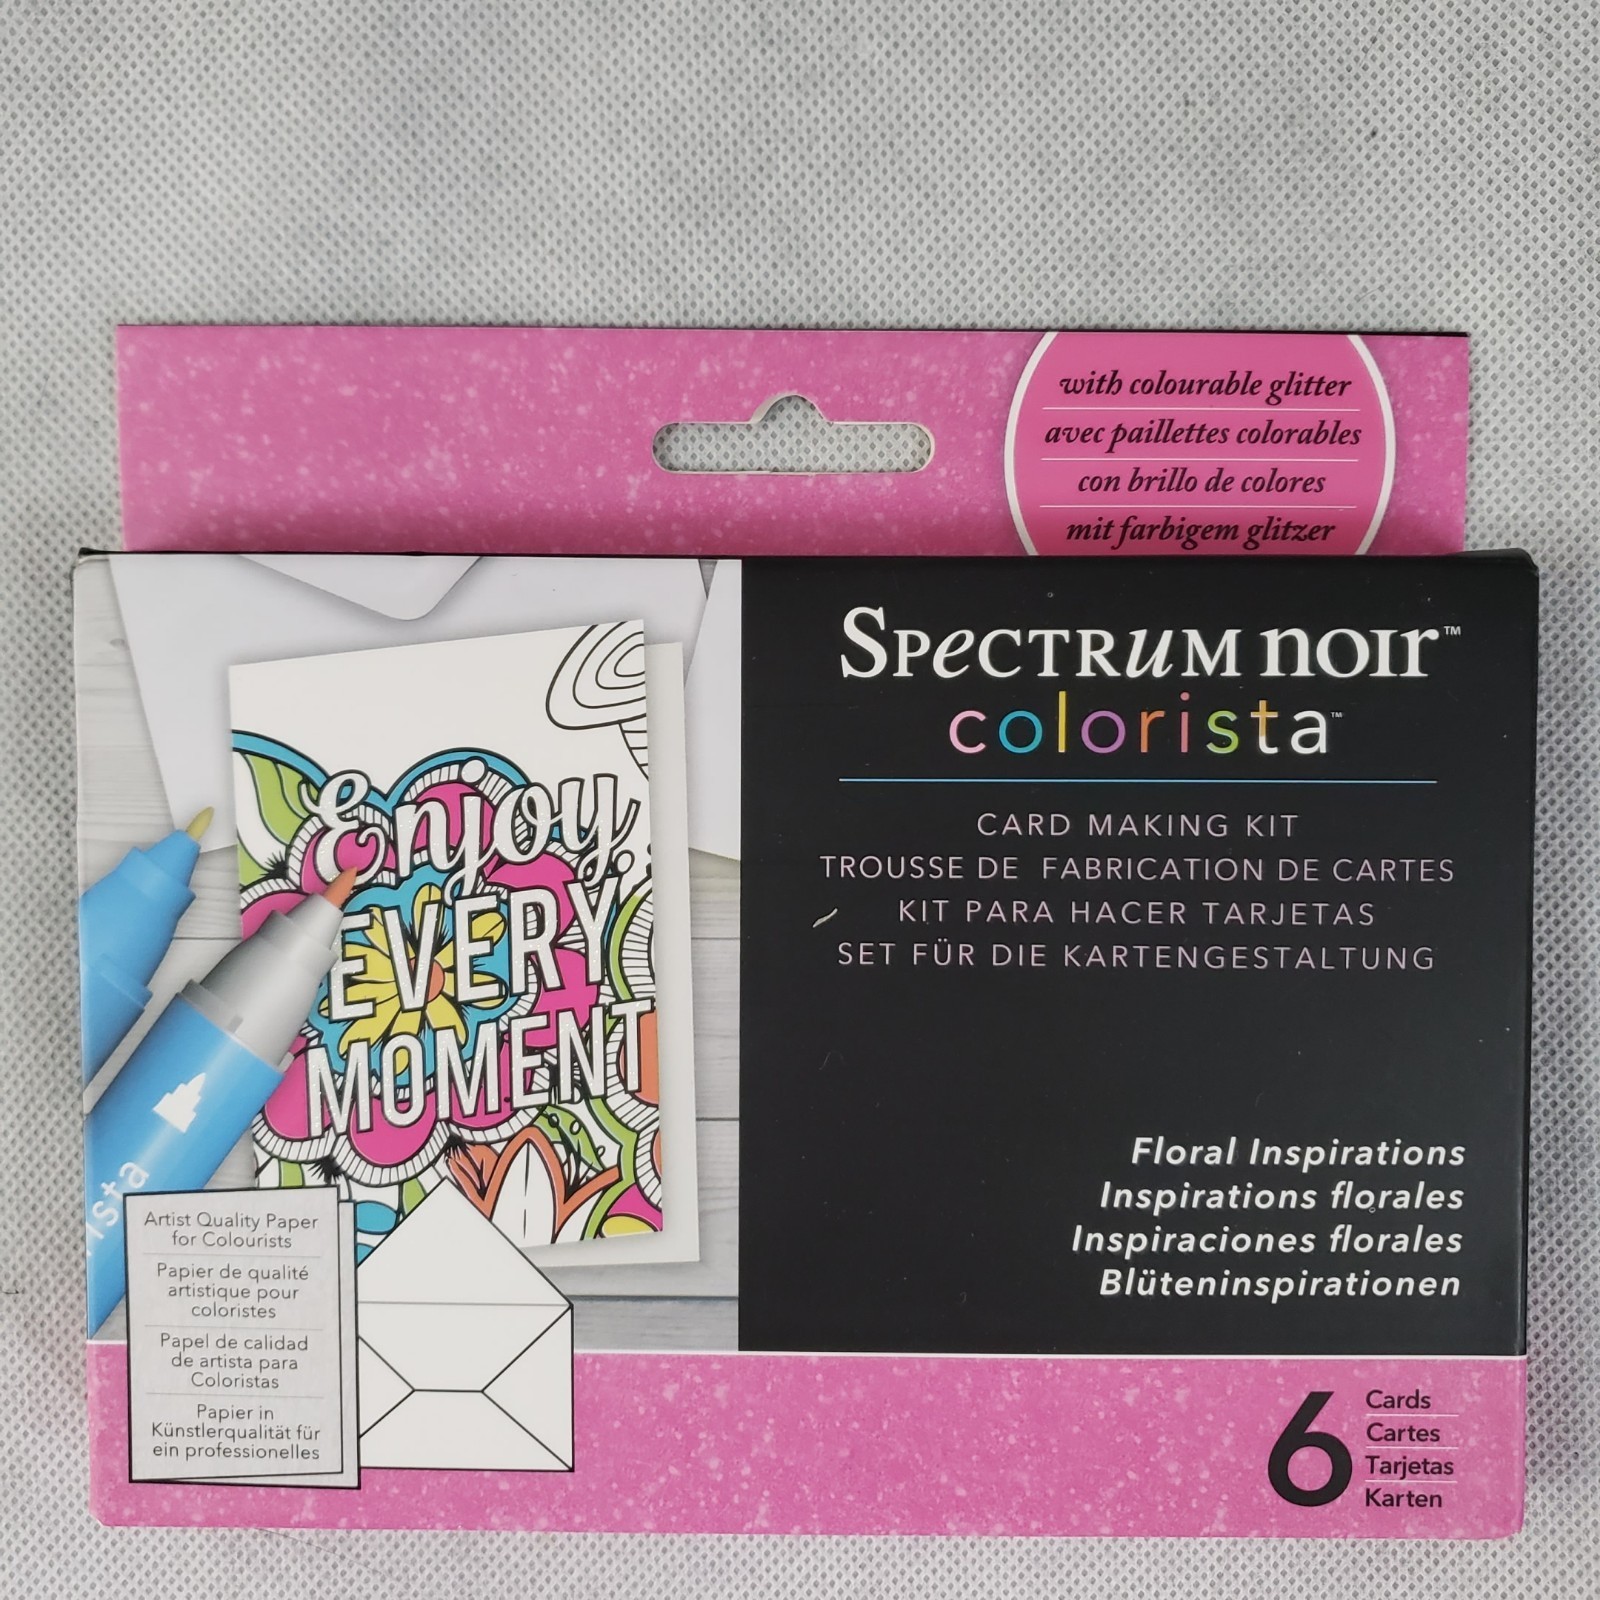 with colourable glitter
avec paillettes colorables
con brillo de colores
mit farbigem glitzer
SPECTRUM NOIR™
colorista™
CARD MAKING KIT
TROUSSE DE FABRICATION DE CARTES
KIT PARA HACER TARJETAS
SET FÜR DIE KARTENGESTALTUNG
Enjoy
EVERY
MOMENT
ista
Floral Inspirations
Inspirations florales
Inspiraciones florales
Blüteninspirationen
Artist Quality Paper
for Colourists
Papier de qualité
artistique pour
coloristes
Papel de calidad
de artista para
Coloristas
Papier in
Künstlerqualität für
ein professionelles
6
Cards
Cartes
Tarjetas
Karten